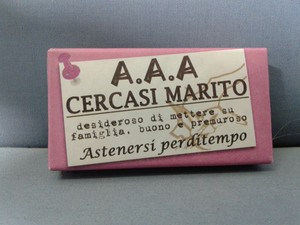 A.A.A
CERCASI MARITO
desideroso di mettere su
famiglia, buono e premuroso
Astenersi perditempo